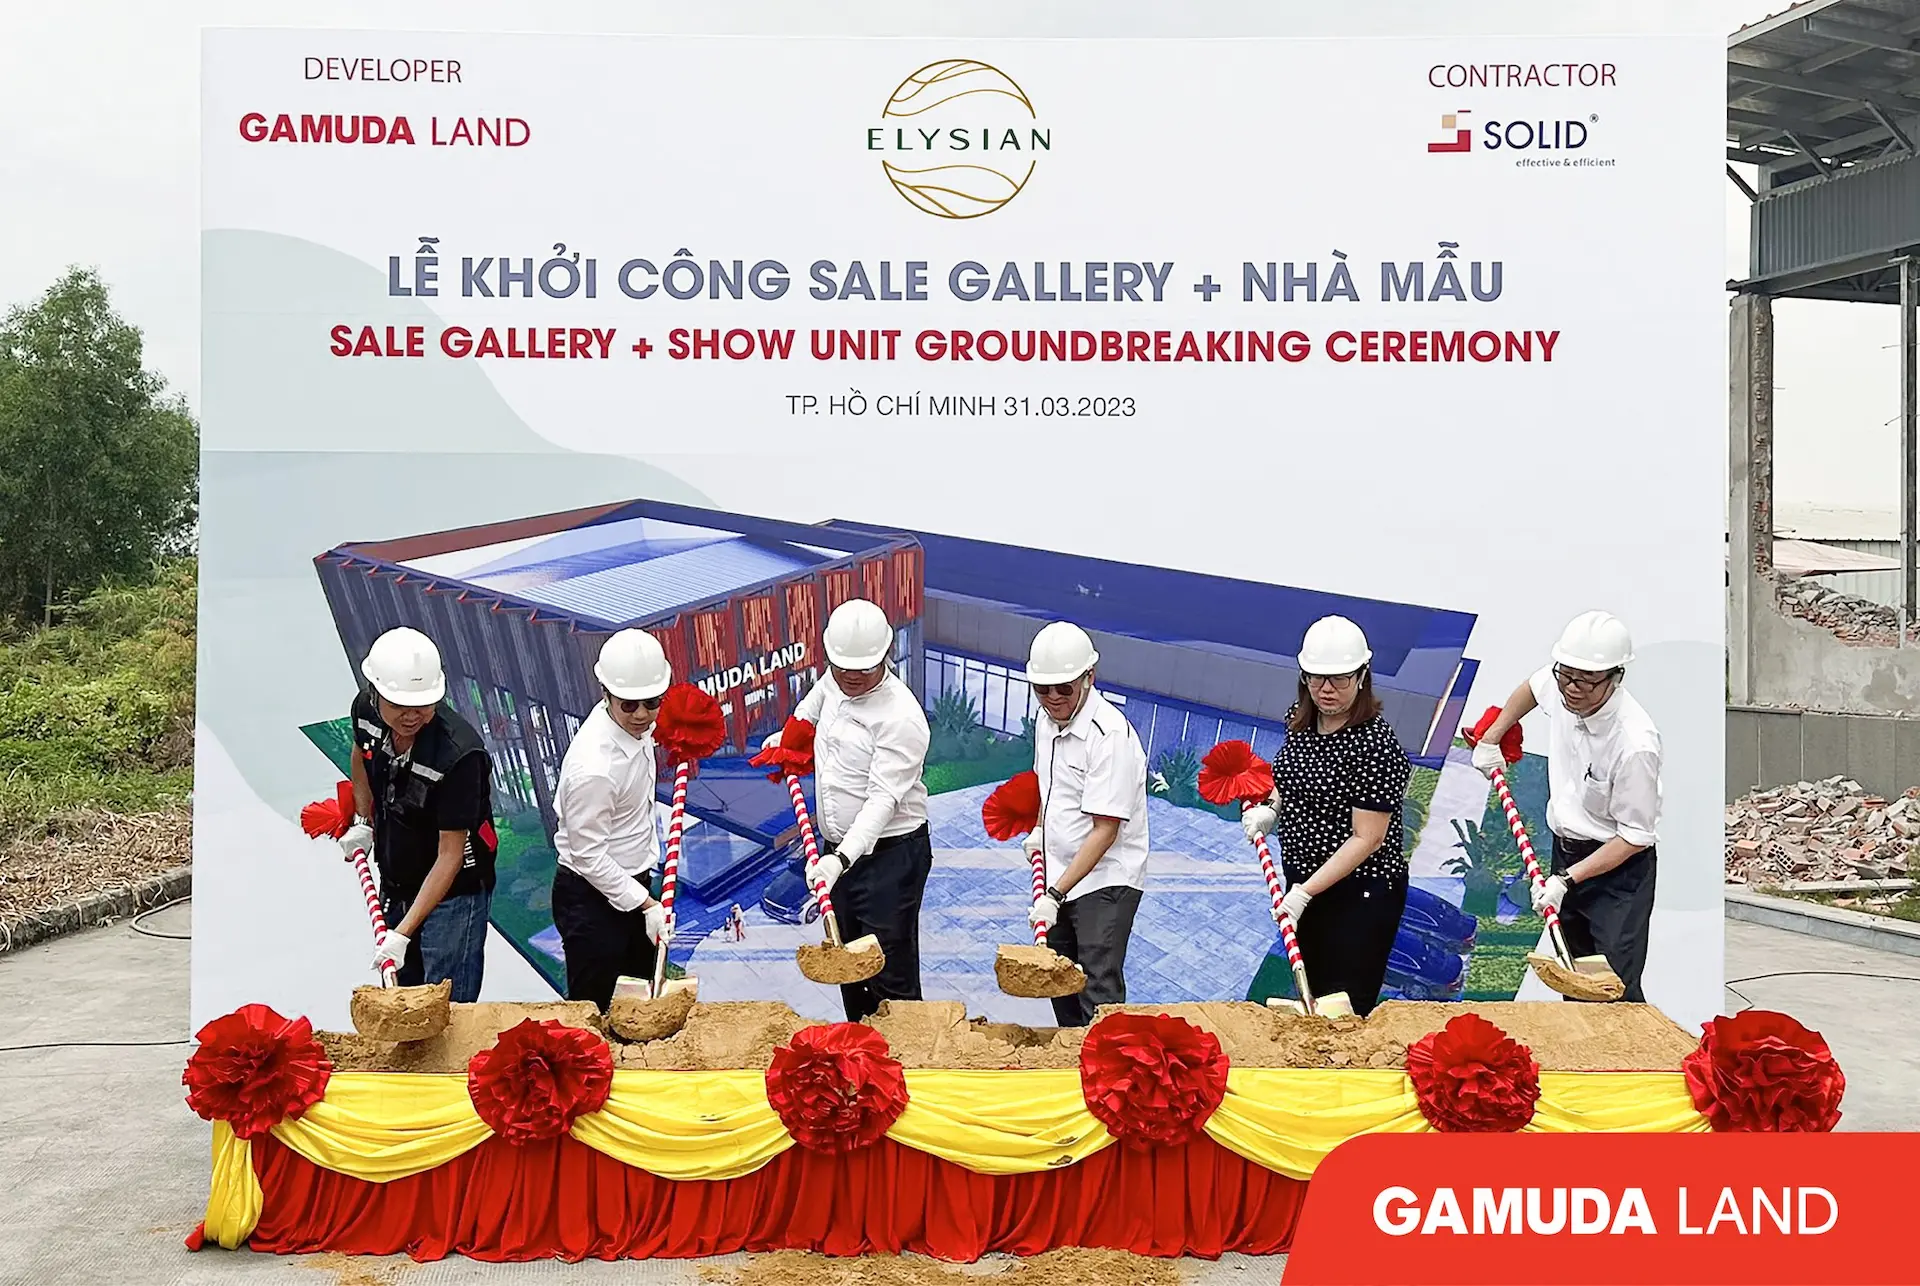 DEVELOPER
GAMUDA LAND
ELYSIAN
CONTRACTOR
SOLID®
effective & efficient
LỄ KHỞI CÔNG SALE GALLERY + NHÀ MẪU
SALE GALLERY + SHOW UNIT GROUNDBREAKING CEREMONY
TP. HỒ CHÍ MINH 31.03.2023
MUDA LAND
GAMUDA LAND